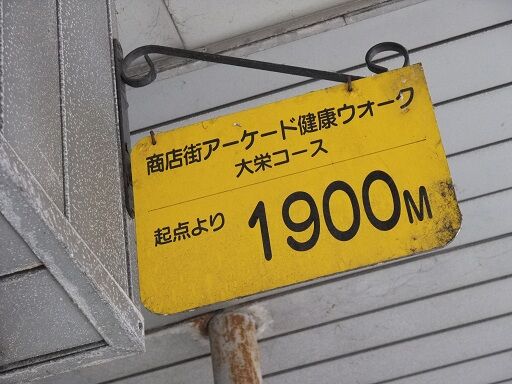 商店街アーケード健康ウォーク
大栄コース
起点より 1900M